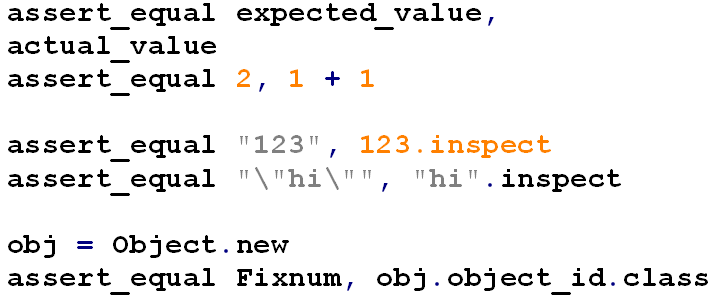 assert_equal expected_value,
actual_value
assert_equal 2, 1 + 1
assert_equal "123", 123.inspect
assert_equal "\"hi\"", "hi".inspect
obj = Object.new
assert_equal Fixnum, obj.object_id.class